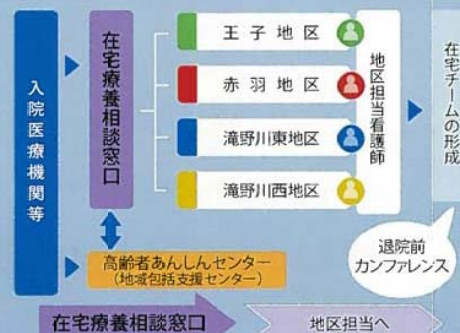 入院医療機関等
在宅療養相談窓口
王子地区
赤羽地区
滝野川東地区
滝野川西地区
地区担当看護師
在宅チームの形成
高齢者あんしんセンター
(地域包括支援センター)
退院前
カンファレンス
在宅療養相談窓口
地区担当へ